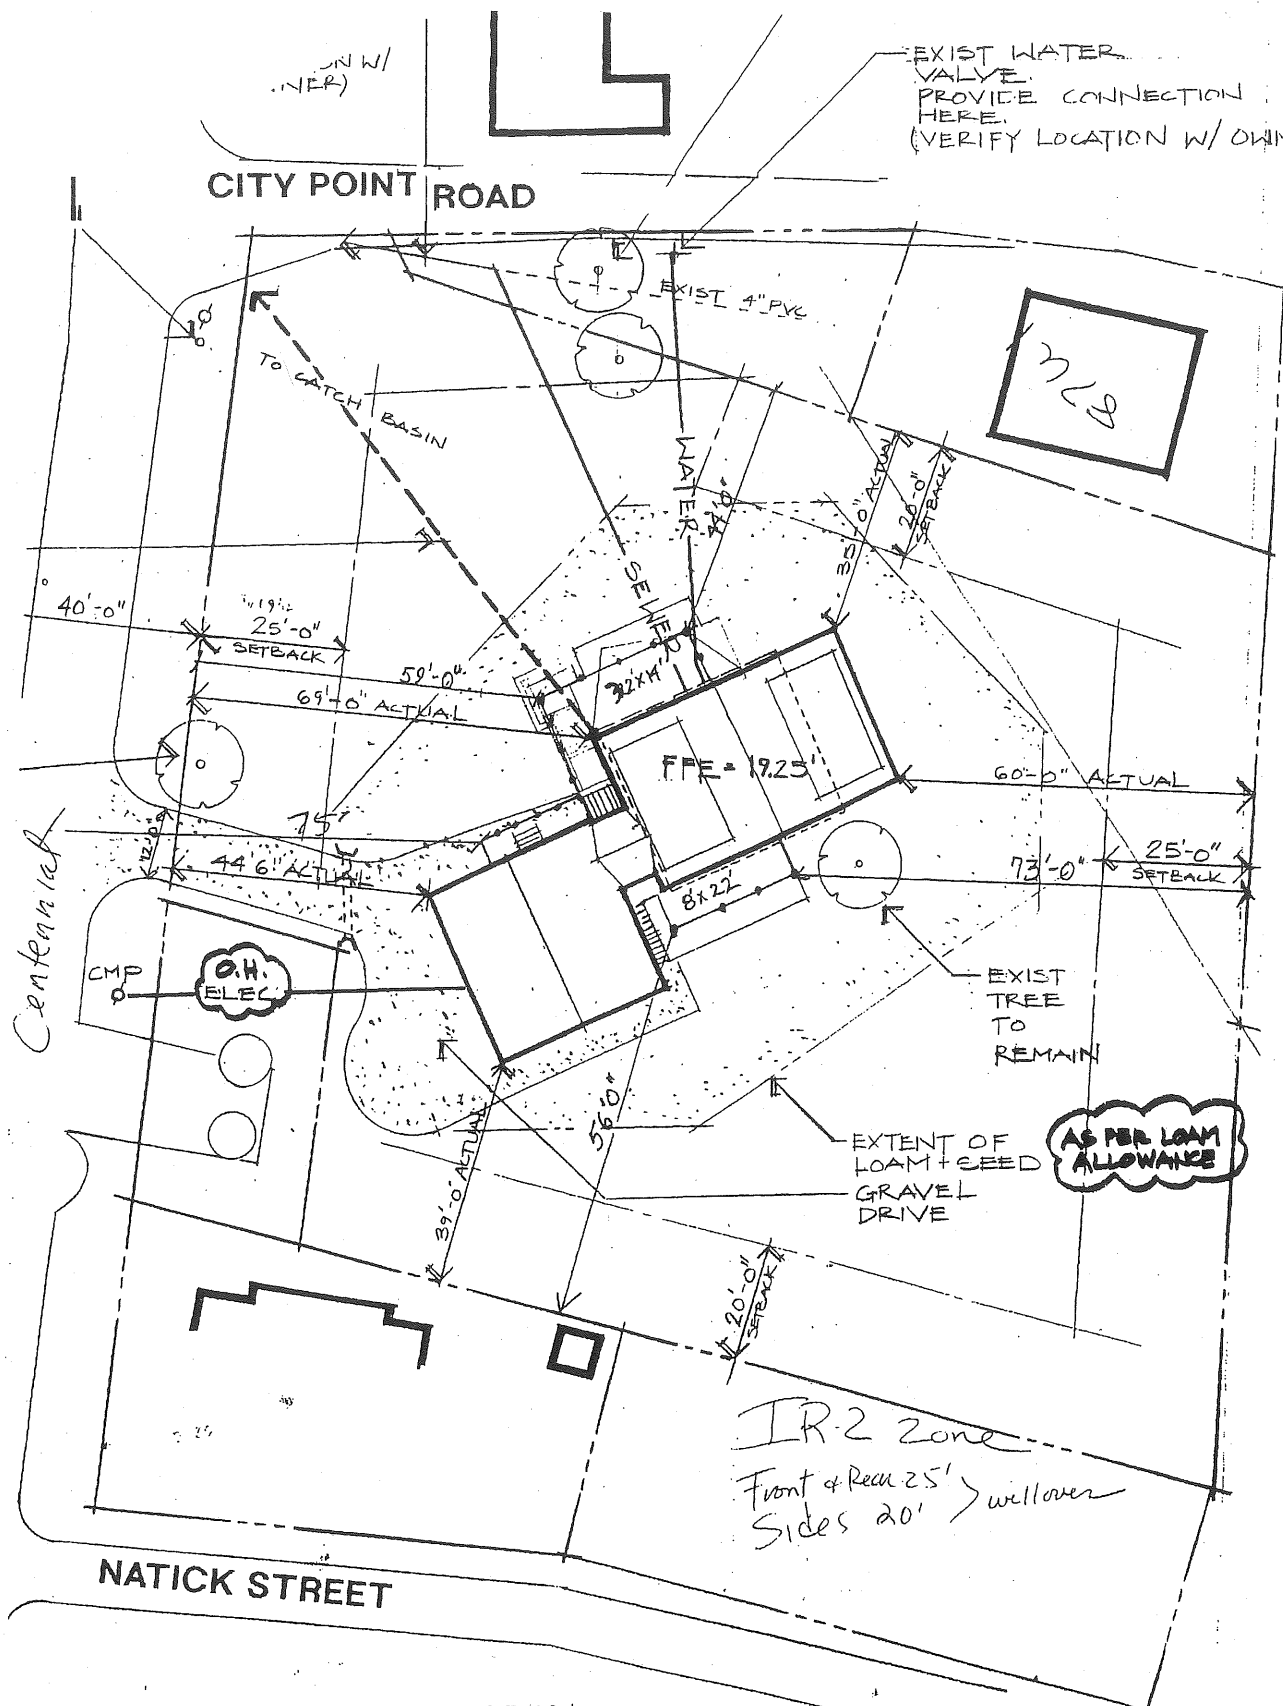 W/
EXIST WATER
VALVE.
PROVIDE CONNECTION
HERE.
(VERIFY LOCATION W/
CITY POINT ROAD
EXIST 4" PVC
TO CATCH BASIN
WATER
SEWER
44'0"
35'-0" ACTUAL
20'-0"
SETBACK
40'-0"
25'-0"
SETBACK
59'-0"
69'-0" ACTUAL
FFE = 19.25'
60'-0" ACTUAL
75'
12'-0"
44'6" ACTUAL
8'x22'
73'-0"
25'-0"
SETBACK
Centennial
CMP
O.H.
ELEC
EXIST
TREE
TO
REMAIN
56'0"
39'-0" ACTUAL
EXTENT OF
LOAM + SEED
GRAVEL
DRIVE
AS PER LOAM
ALLOWANCE
20'-0"
SETBACK
IR-2 Zone
Front & Rear 25'
Sides 20'
NATICK STREET